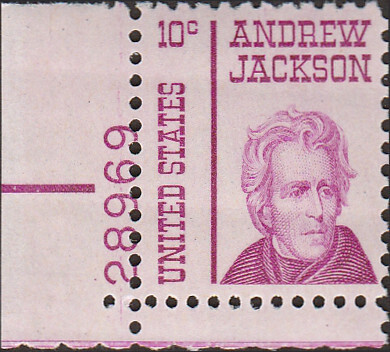 10c
ANDREW
JACKSON
UNITED STATES
28969